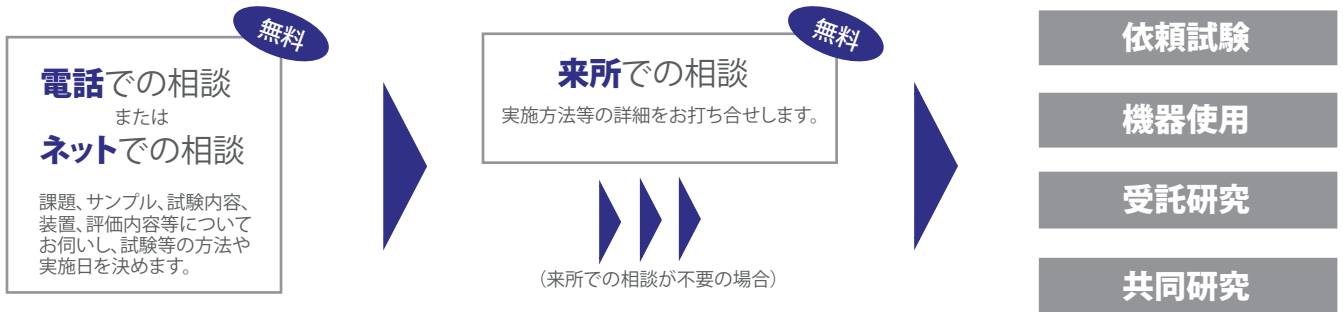 無料
電話での相談
または
ネットでの相談
課題、サンプル、試験内容、
装置、評価内容等について
お伺いし、試験等の方法や
実施日を決めます。
無料
来所での相談
実施方法等の詳細をお打ち合せします。
（来所での相談が不要の場合）
依頼試験
機器使用
受託研究
共同研究